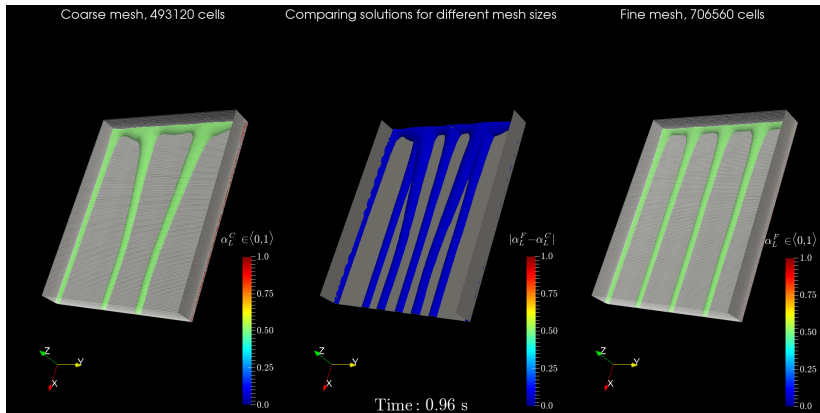 Coarse mesh, 493120 cells
Comparing solutions for different mesh sizes
Fine mesh, 706560 cells
α_L^C ∈⟨0,1⟩
1.0
0.75
0.50
0.25
0.0
Z
Y
X
|α_L^F−α_L^C|
1.0
0.75
0.50
0.25
0.0
Z
Y
X
α_L^F ∈⟨0,1⟩
1.0
0.75
0.50
0.25
0.0
Z
Y
X
Time: 0.96 s